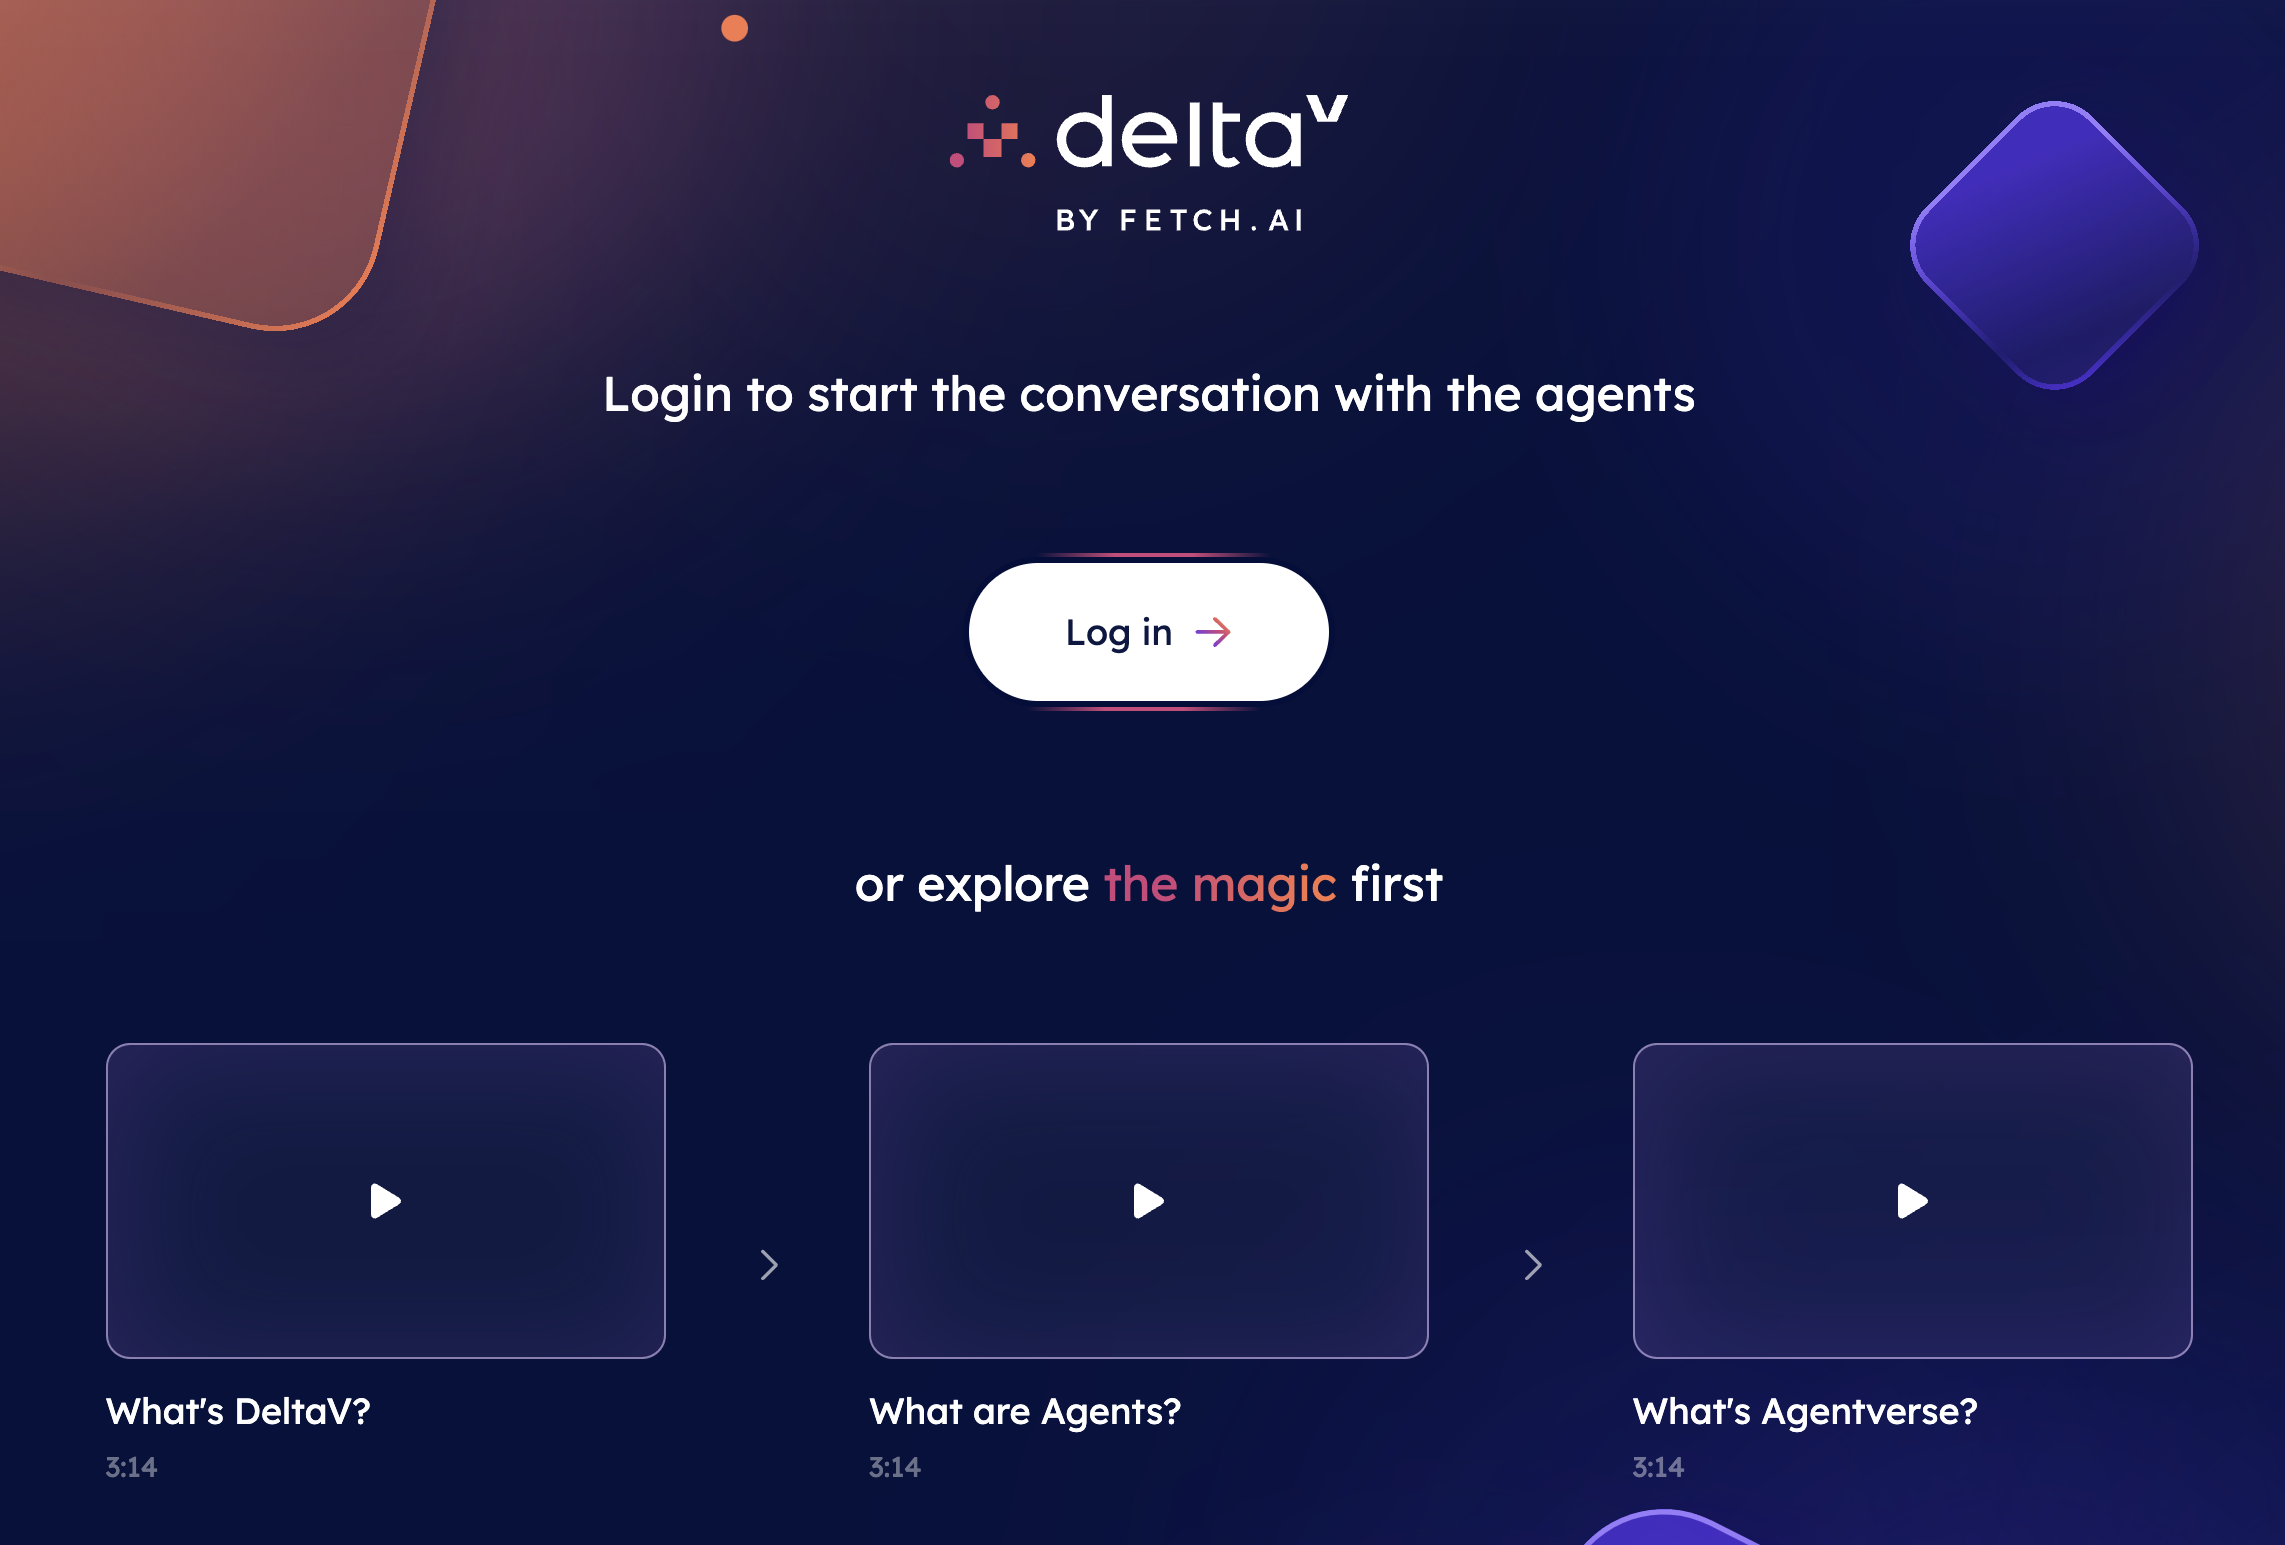 deltaV
BY FETCH.AI
Login to start the conversation with the agents
Log in
or explore the magic first
What's DeltaV?
3:14
What are Agents?
3:14
What's Agentverse?
3:14